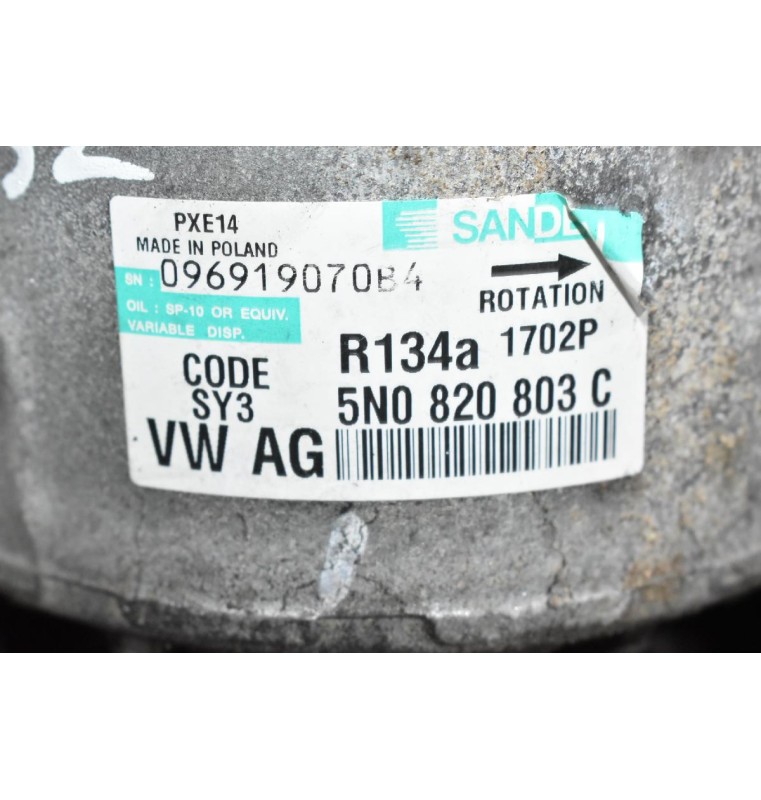 PXE14
MADE IN POLAND
SANDE
SN : 096919070B4
ROTATION
OIL : SP-10 OR EQUIV.
VARIABLE DISP.
R134a 1702P
CODE
SY3
5N0 820 803 C
VW AG